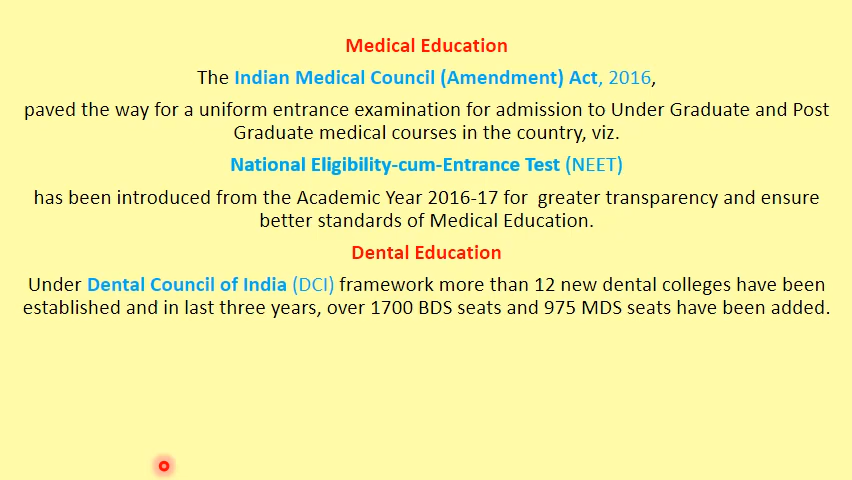 Medical Education
The Indian Medical Council (Amendment) Act, 2016,
paved the way for a uniform entrance examination for admission to Under Graduate and Post
Graduate medical courses in the country, viz.
National Eligibility-cum-Entrance Test (NEET)
has been introduced from the Academic Year 2016-17 for greater transparency and ensure
better standards of Medical Education.
Dental Education
Under Dental Council of India (DCI) framework more than 12 new dental colleges have been
established and in last three years, over 1700 BDS seats and 975 MDS seats have been added.